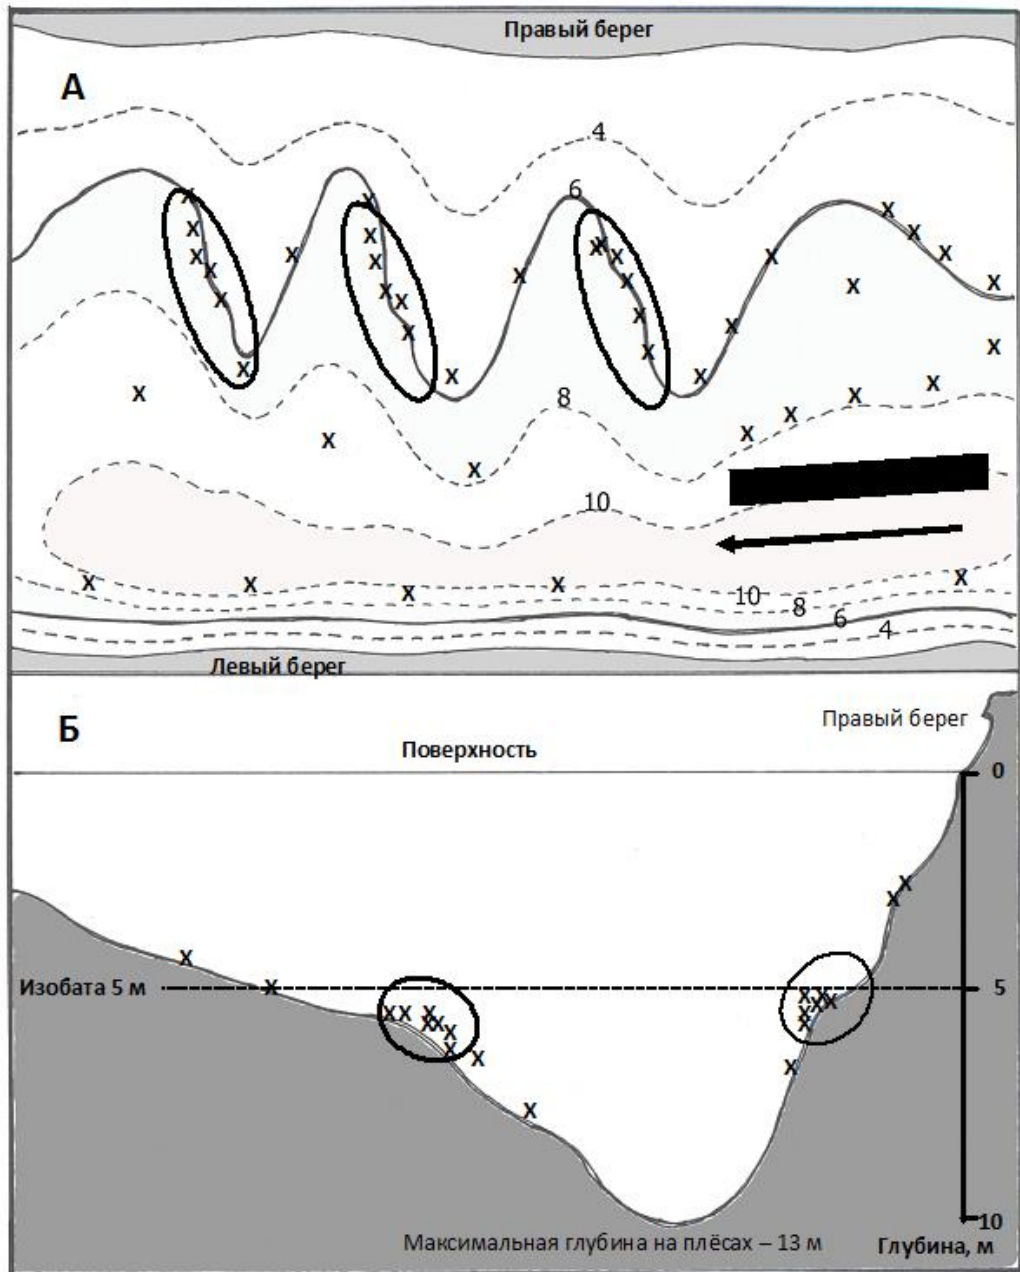 Правый берег
А
4
6
8
10
10
8
6
4
Левый берег
Б
Правый берег
Поверхность
0
Изобата 5 м
5
10
Максимальная глубина на плёсах – 13 м
Глубина, м